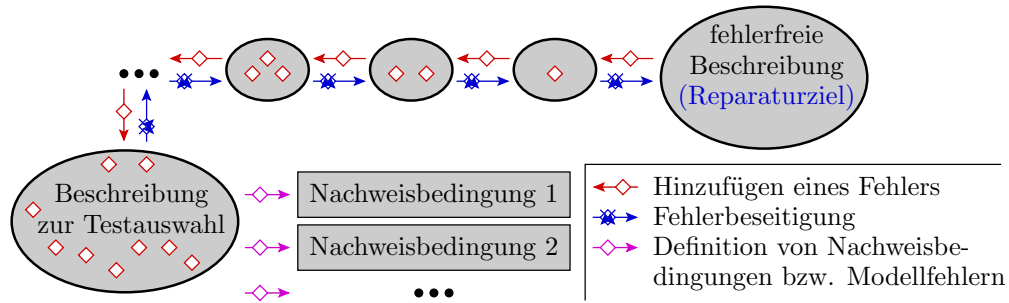 fehlerfreie
Beschreibung
(Reparaturziel)
Beschreibung
zur Testauswahl
Nachweisbedingung 1
Nachweisbedingung 2
Hinzufügen eines Fehlers
Fehlerbeseitigung
Definition von Nachweisbe-
dingungen bzw. Modellfehlern